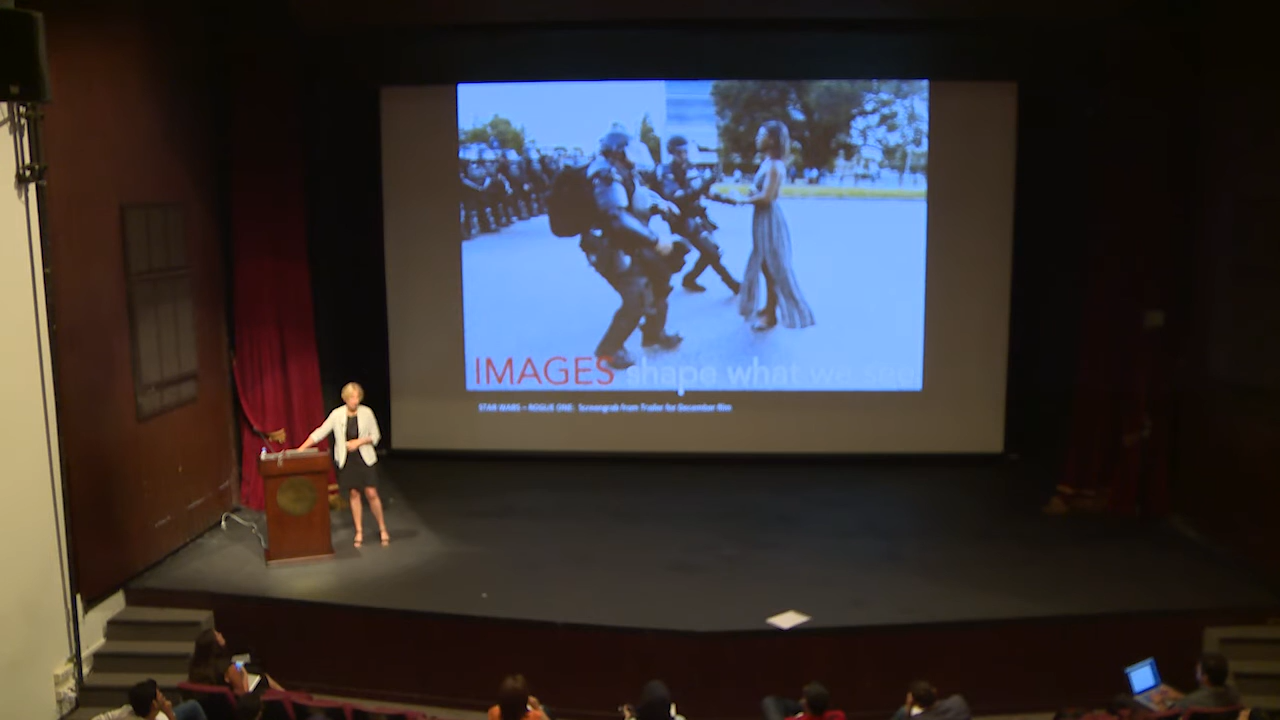 IMAGES shape what we see
STAR WARS – ROGUE ONE: Screengrab from Trailer for December film